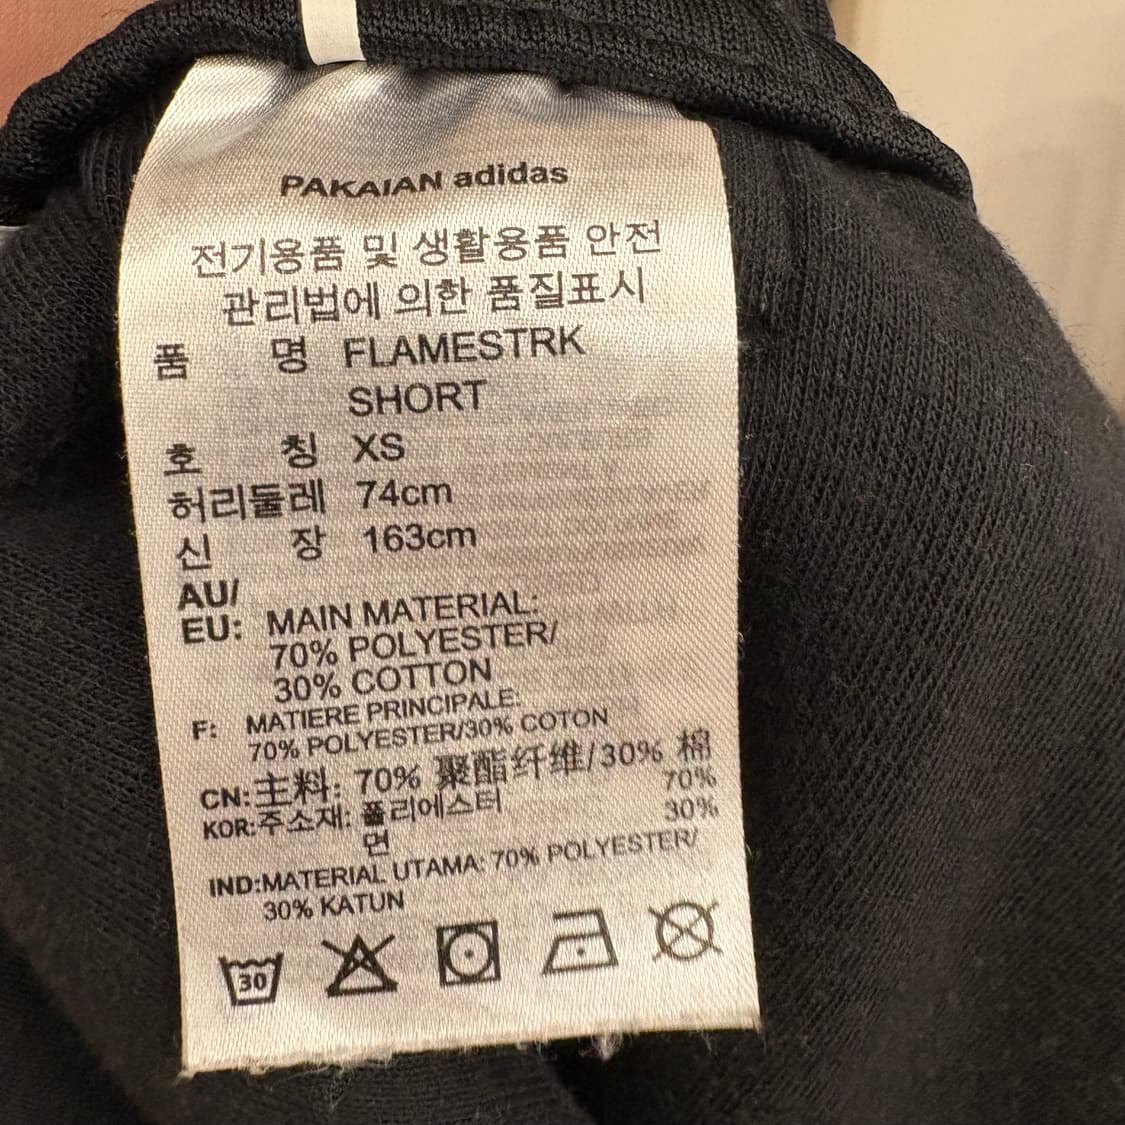 PAKAIAN adidas
전기용품 및 생활용품 안전
관리법에 의한 품질표시
품 명 FLAMESTRK
SHORT
호 칭 XS
허리둘레 74cm
신 장 163cm
AU/
EU: MAIN MATERIAL:
70% POLYESTER/
30% COTTON
F: MATIERE PRINCIPALE:
70% POLYESTER/30% COTON
CN:主料: 70% 聚酯纤维/30% 棉
KOR:주소재: 폴리에스터 70%
면 30%
IND:MATERIAL UTAMA: 70% POLYESTER/
30% KATUN
30